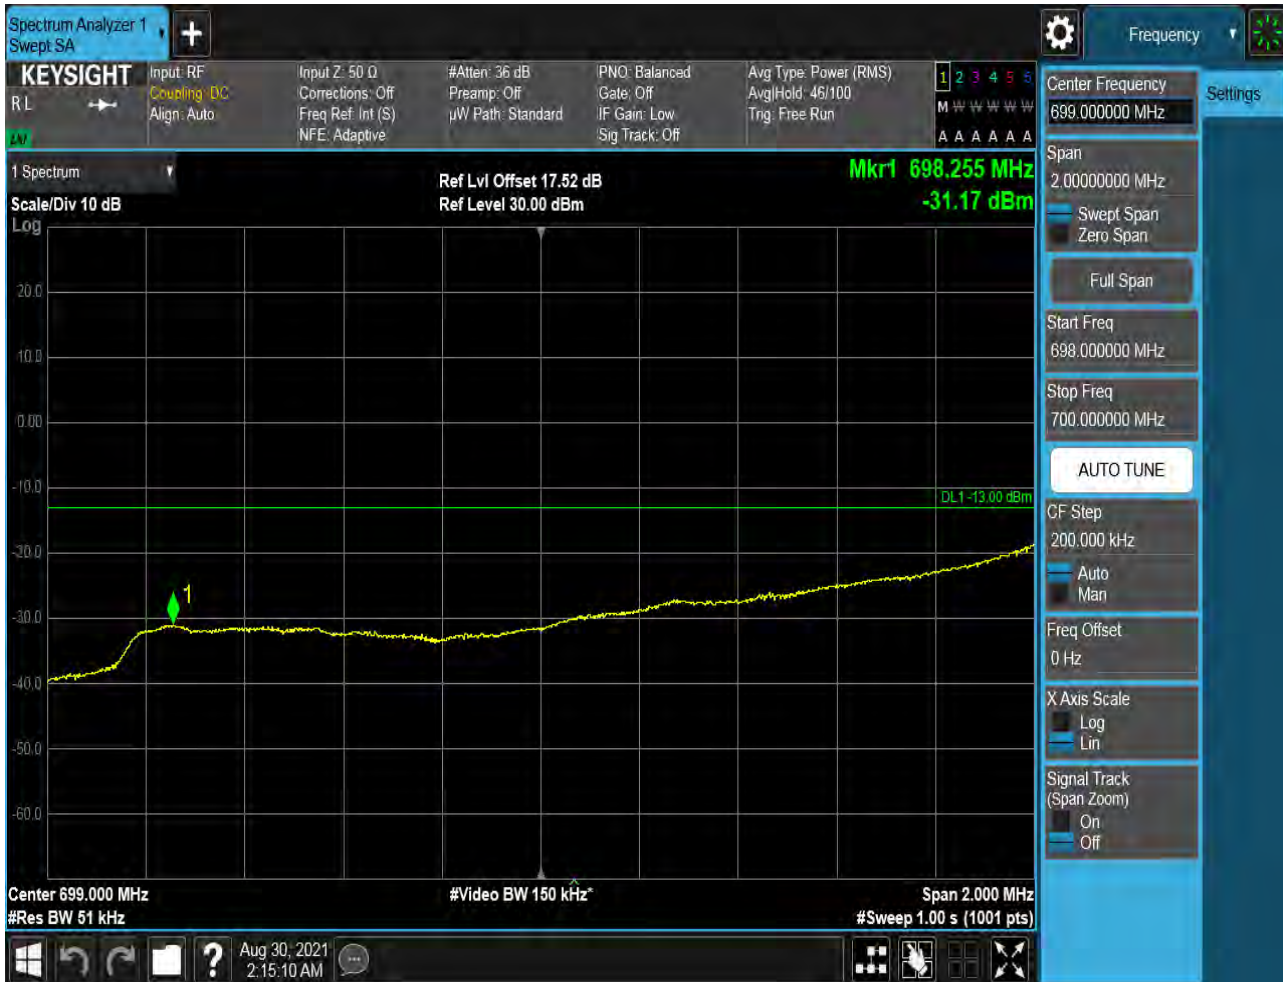 Spectrum Analyzer 1
Swept SA
Frequency
KEYSIGHT
R L
LNI
Input: RF
Coupling: DC
Align: Auto
Input Z: 50 Ω
Corrections: Off
Freq Ref: Int (S)
NFE: Adaptive
#Atten: 36 dB
Preamp: Off
µW Path: Standard
PNO: Balanced
Gate: Off
IF Gain: Low
Sig Track: Off
Avg Type: Power (RMS)
Avg|Hold: 46/100
Trig: Free Run
1 2 3 4 5 6
M W W W W W
A A A A A A
1 Spectrum
Scale/Div 10 dB
Log
Ref Lvl Offset 17.52 dB
Ref Level 30.00 dBm
Mkr1 698.255 MHz
-31.17 dBm
20.0
10.0
0.00
-10.0
DL1 -13.00 dBm
-20.0
1
-30.0
-40.0
-50.0
-60.0
Center 699.000 MHz
#Res BW 51 kHz
#Video BW 150 kHz*
Span 2.000 MHz
#Sweep 1.00 s (1001 pts)
Center Frequency
699.000000 MHz
Settings
Span
2.00000000 MHz
Swept Span
Zero Span
Full Span
Start Freq
698.000000 MHz
Stop Freq
700.000000 MHz
AUTO TUNE
CF Step
200.000 kHz
Auto
Man
Freq Offset
0 Hz
X Axis Scale
Log
Lin
Signal Track
(Span Zoom)
On
Off
?
Aug 30, 2021
2:15:10 AM